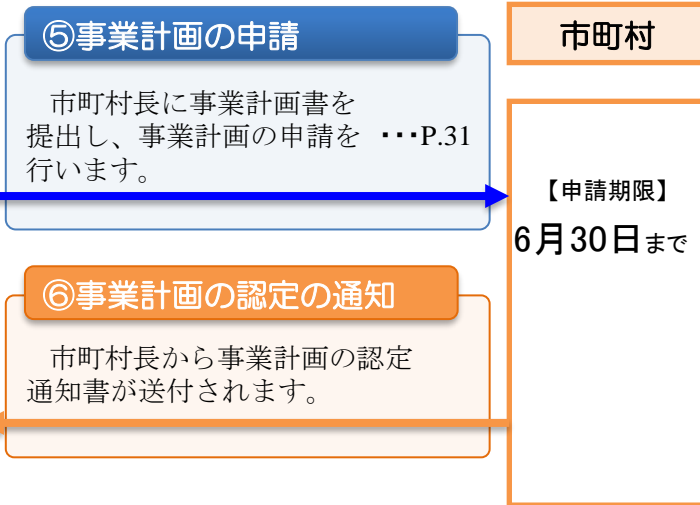 ⑤事業計画の申請
市町村長に事業計画書を
提出し、事業計画の申請を ・・・P.31
行います。
⑥事業計画の認定の通知
市町村長から事業計画の認定
通知書が送付されます。
市町村
【申請期限】
6月30日まで